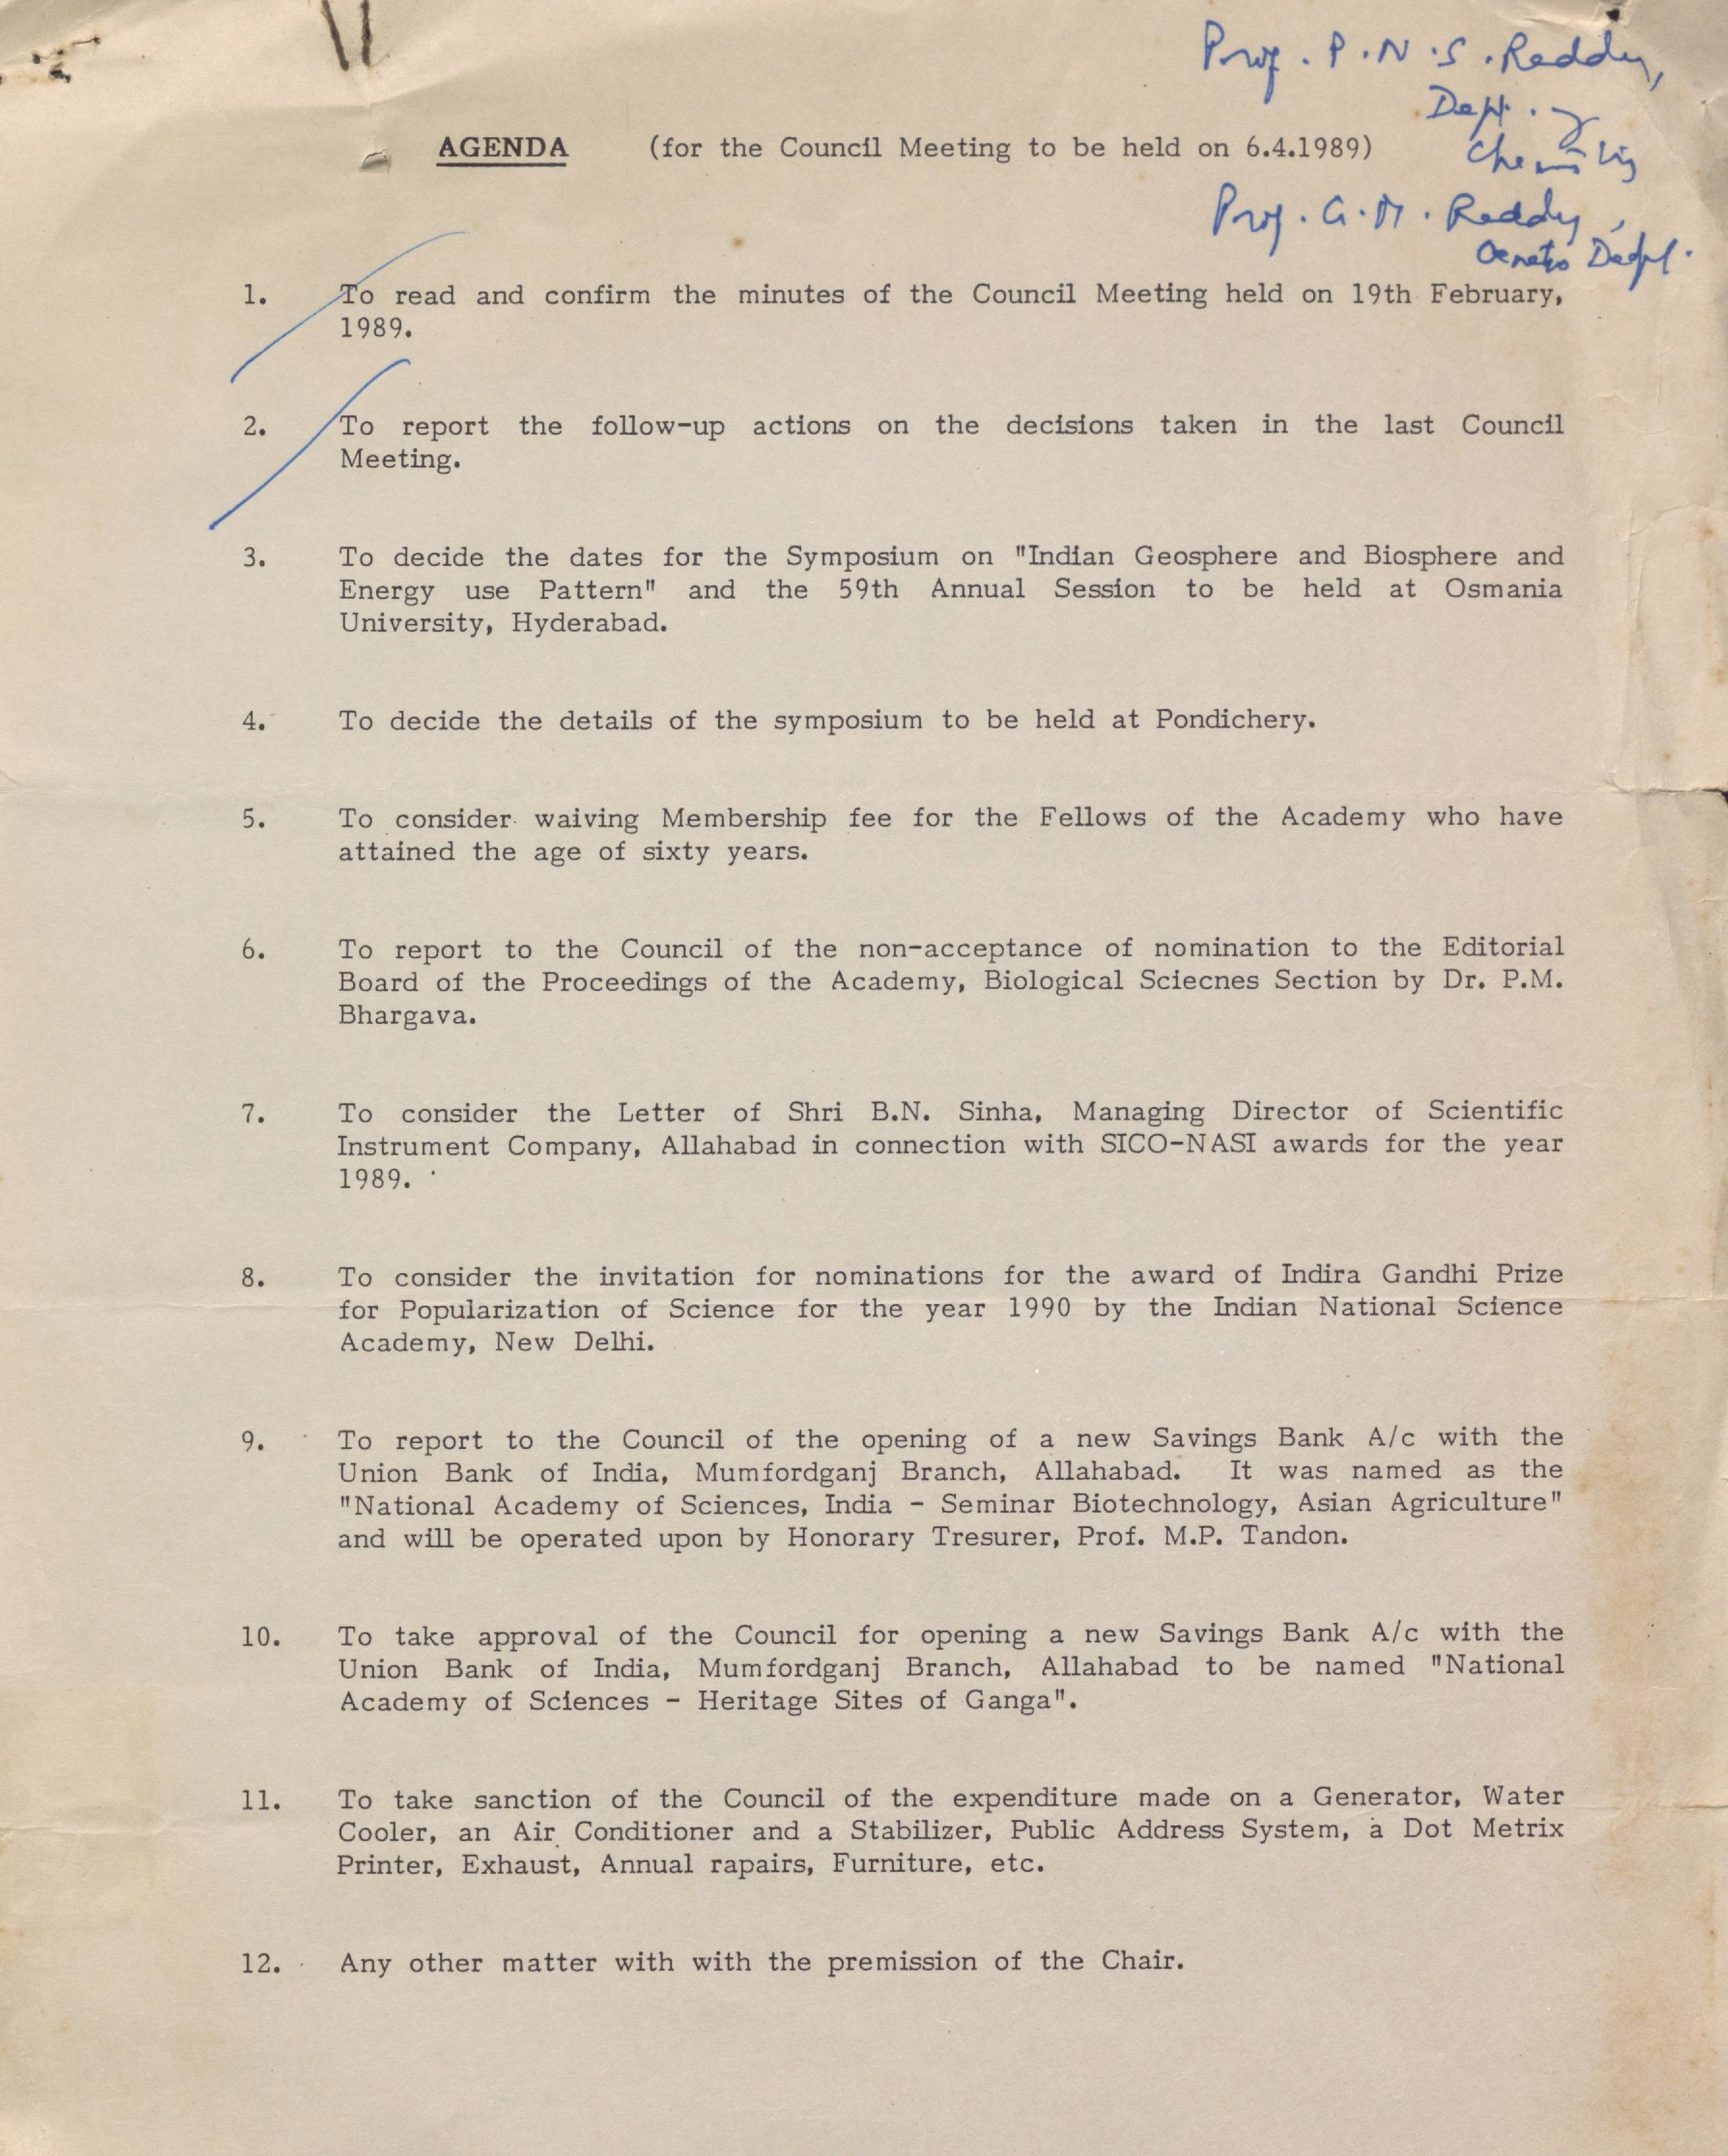 Prof. P.N.S. Reddy,
Dept. of
Chemistry
AGENDA (for the Council Meeting to be held on 6.4.1989)
Prof. G.M. Reddy,
Dept.
1. To read and confirm the minutes of the Council Meeting held on 19th February,
1989.
2. To report the follow-up actions on the decisions taken in the last Council
Meeting.
3. To decide the dates for the Symposium on "Indian Geosphere and Biosphere and
Energy use Pattern" and the 59th Annual Session to be held at Osmania
University, Hyderabad.
4. To decide the details of the symposium to be held at Pondichery.
5. To consider waiving Membership fee for the Fellows of the Academy who have
attained the age of sixty years.
6. To report to the Council of the non-acceptance of nomination to the Editorial
Board of the Proceedings of the Academy, Biological Sciecnes Section by Dr. P.M.
Bhargava.
7. To consider the Letter of Shri B.N. Sinha, Managing Director of Scientific
Instrument Company, Allahabad in connection with SICO-NASI awards for the year
1989.
8. To consider the invitation for nominations for the award of Indira Gandhi Prize
for Popularization of Science for the year 1990 by the Indian National Science
Academy, New Delhi.
9. To report to the Council of the opening of a new Savings Bank A/c with the
Union Bank of India, Mumfordganj Branch, Allahabad. It was named as the
"National Academy of Sciences, India - Seminar Biotechnology, Asian Agriculture"
and will be operated upon by Honorary Tresurer, Prof. M.P. Tandon.
10. To take approval of the Council for opening a new Savings Bank A/c with the
Union Bank of India, Mumfordganj Branch, Allahabad to be named "National
Academy of Sciences - Heritage Sites of Ganga".
11. To take sanction of the Council of the expenditure made on a Generator, Water
Cooler, an Air Conditioner and a Stabilizer, Public Address System, a Dot Metrix
Printer, Exhaust, Annual rapairs, Furniture, etc.
12. Any other matter with with the premission of the Chair.